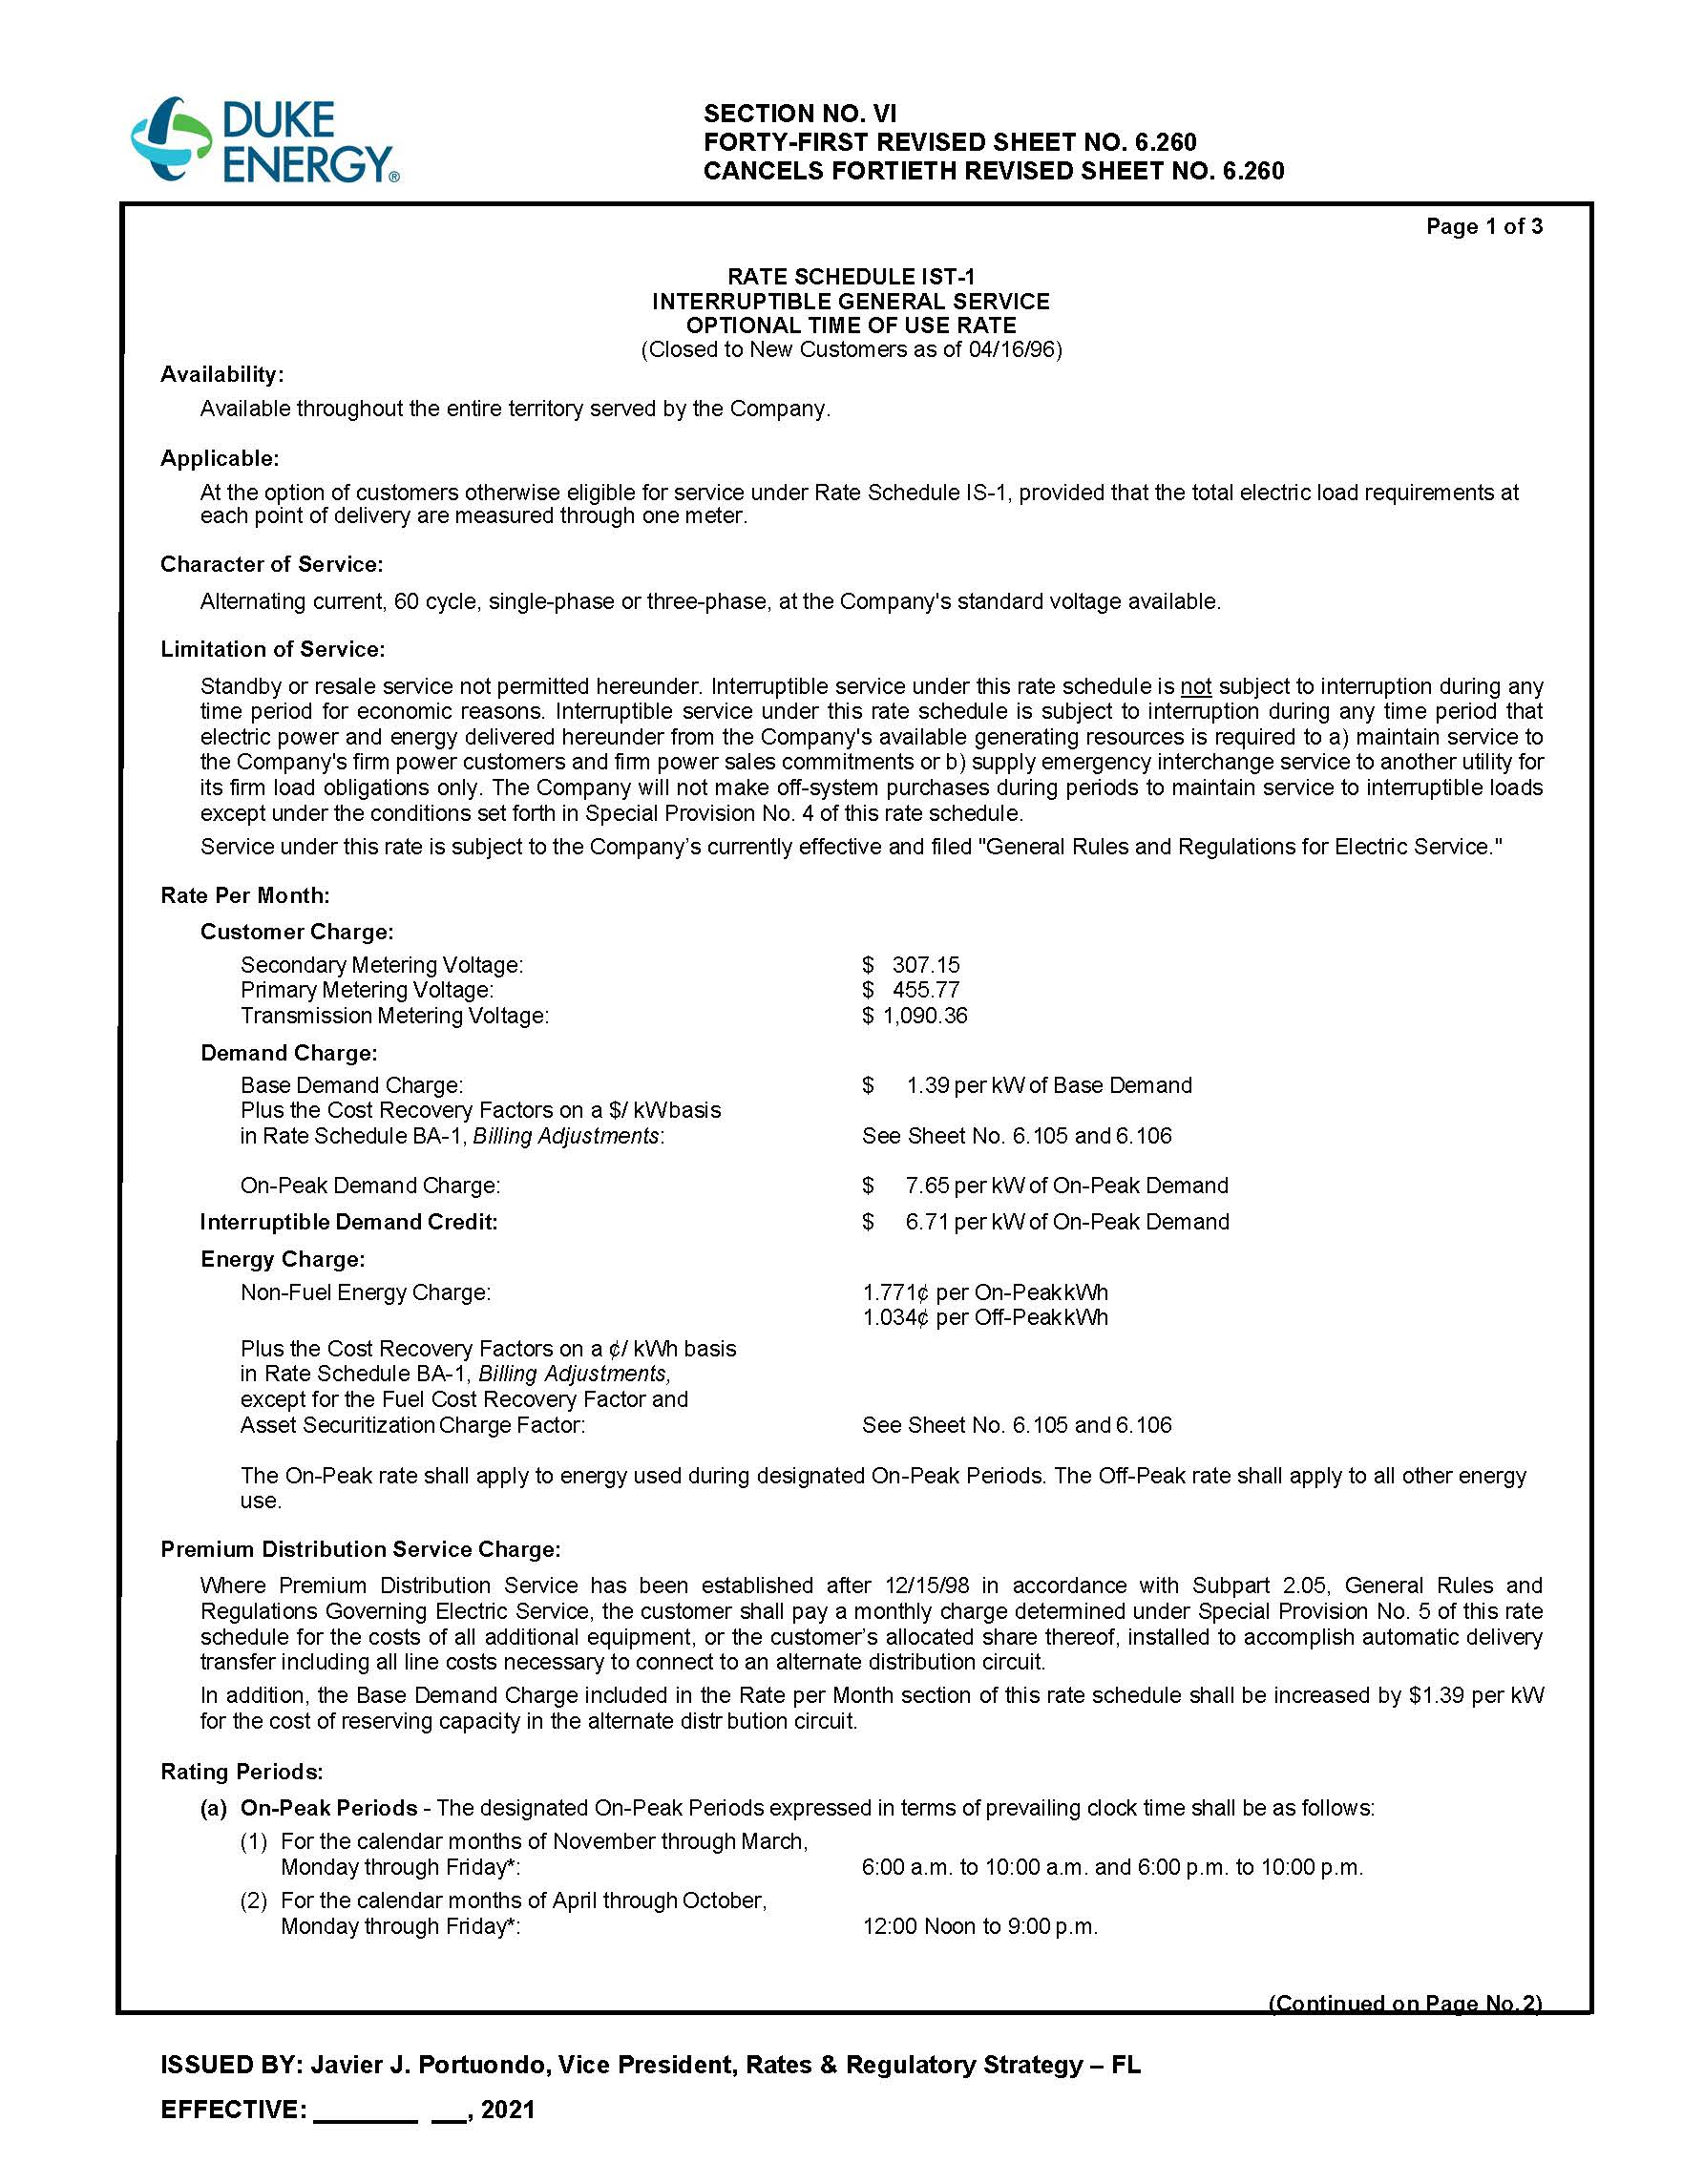 DUKE
ENERGY®
SECTION NO. VI
FORTY-FIRST REVISED SHEET NO. 6.260
CANCELS FORTIETH REVISED SHEET NO. 6.260
Page 1 of 3
RATE SCHEDULE IST-1
INTERRUPTIBLE GENERAL SERVICE
OPTIONAL TIME OF USE RATE
(Closed to New Customers as of 04/16/96)
Availability:
Available throughout the entire territory served by the Company.
Applicable:
At the option of customers otherwise eligible for service under Rate Schedule IS-1, provided that the total electric load requirements at
each point of delivery are measured through one meter.
Character of Service:
Alternating current, 60 cycle, single-phase or three-phase, at the Company's standard voltage available.
Limitation of Service:
Standby or resale service not permitted hereunder. Interruptible service under this rate schedule is not subject to interruption during any
time period for economic reasons. Interruptible service under this rate schedule is subject to interruption during any time period that
electric power and energy delivered hereunder from the Company's available generating resources is required to a) maintain service to
the Company's firm power customers and firm power sales commitments or b) supply emergency interchange service to another utility for
its firm load obligations only. The Company will not make off-system purchases during periods to maintain service to interruptible loads
except under the conditions set forth in Special Provision No. 4 of this rate schedule.
Service under this rate is subject to the Company’s currently effective and filed "General Rules and Regulations for Electric Service."
Rate Per Month:
Customer Charge:
Secondary Metering Voltage: $ 307.15
Primary Metering Voltage: $ 455.77
Transmission Metering Voltage: $ 1,090.36
Demand Charge:
Base Demand Charge: $ 1.39 per kW of Base Demand
Plus the Cost Recovery Factors on a $/ kW basis
in Rate Schedule BA-1, Billing Adjustments: See Sheet No. 6.105 and 6.106
On-Peak Demand Charge: $ 7.65 per kW of On-Peak Demand
Interruptible Demand Credit: $ 6.71 per kW of On-Peak Demand
Energy Charge:
Non-Fuel Energy Charge: 1.771¢ per On-Peak kWh
1.034¢ per Off-Peak kWh
Plus the Cost Recovery Factors on a ¢/ kWh basis
in Rate Schedule BA-1, Billing Adjustments,
except for the Fuel Cost Recovery Factor and
Asset Securitization Charge Factor: See Sheet No. 6.105 and 6.106
The On-Peak rate shall apply to energy used during designated On-Peak Periods. The Off-Peak rate shall apply to all other energy
use.
Premium Distribution Service Charge:
Where Premium Distribution Service has been established after 12/15/98 in accordance with Subpart 2.05, General Rules and
Regulations Governing Electric Service, the customer shall pay a monthly charge determined under Special Provision No. 5 of this rate
schedule for the costs of all additional equipment, or the customer’s allocated share thereof, installed to accomplish automatic delivery
transfer including all line costs necessary to connect to an alternate distribution circuit.
In addition, the Base Demand Charge included in the Rate per Month section of this rate schedule shall be increased by $1.39 per kW
for the cost of reserving capacity in the alternate distr bution circuit.
Rating Periods:
(a) On-Peak Periods - The designated On-Peak Periods expressed in terms of prevailing clock time shall be as follows:
(1) For the calendar months of November through March,
Monday through Friday*: 6:00 a.m. to 10:00 a.m. and 6:00 p.m. to 10:00 p.m.
(2) For the calendar months of April through October,
Monday through Friday*: 12:00 Noon to 9:00 p.m.
(Continued on Page No. 2)
ISSUED BY: Javier J. Portuondo, Vice President, Rates & Regulatory Strategy – FL
EFFECTIVE: ________ ___, 2021